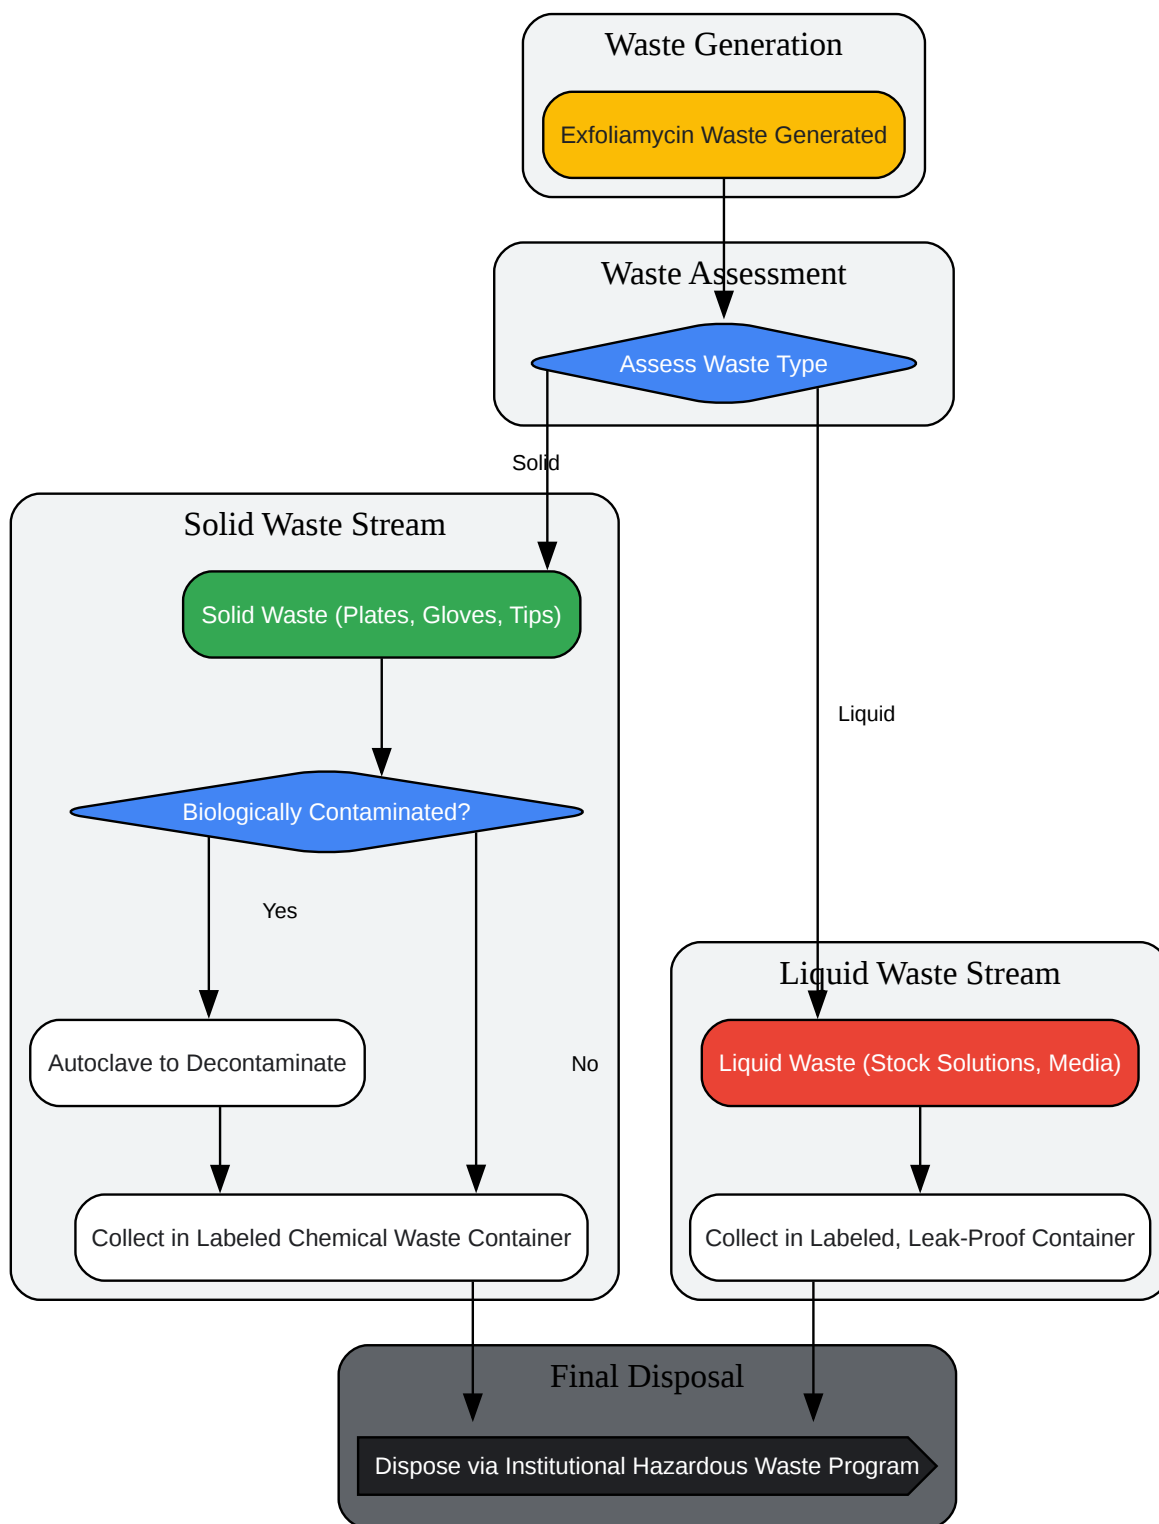 Waste Generation
Exfoliamycin Waste Generated
Waste Assessment
Assess Waste Type
Solid
Solid Waste Stream
Solid Waste (Plates, Gloves, Tips)
Liquid
Biologically Contaminated?
Yes
Liquid Waste Stream
Autoclave to Decontaminate
No
Liquid Waste (Stock Solutions, Media)
Collect in Labeled Chemical Waste Container
Collect in Labeled, Leak-Proof Container
Final Disposal
Dispose via Institutional Hazardous Waste Program